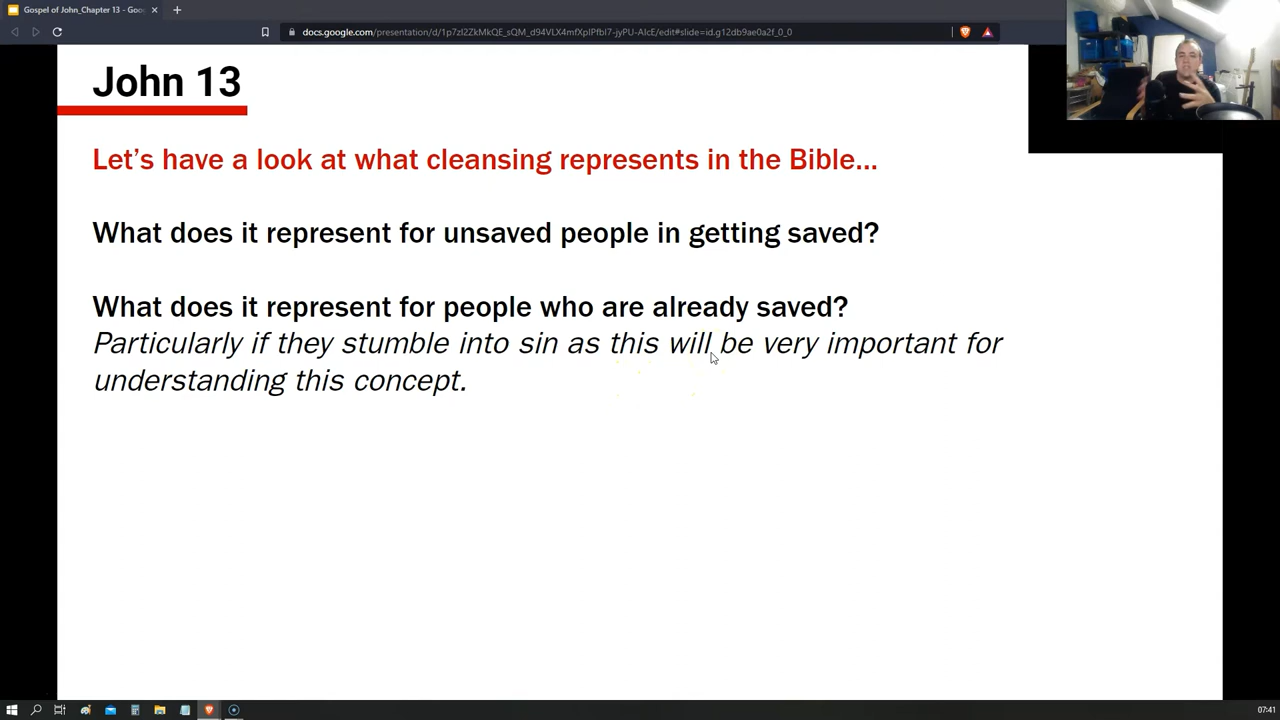 Gospel of John_Chapter 13 - Goo
docs.google.com/presentation/d/1p7zI2ZkMkQE_sQM_d94VLX4mfXpIPfbI7-jyPU-AIcE/edit#slide=id.g12db9ae0a2f_0_0
John 13
Let's have a look at what cleansing represents in the Bible...
What does it represent for unsaved people in getting saved?
What does it represent for people who are already saved?
Particularly if they stumble into sin as this will be very important for
understanding this concept.
07:41